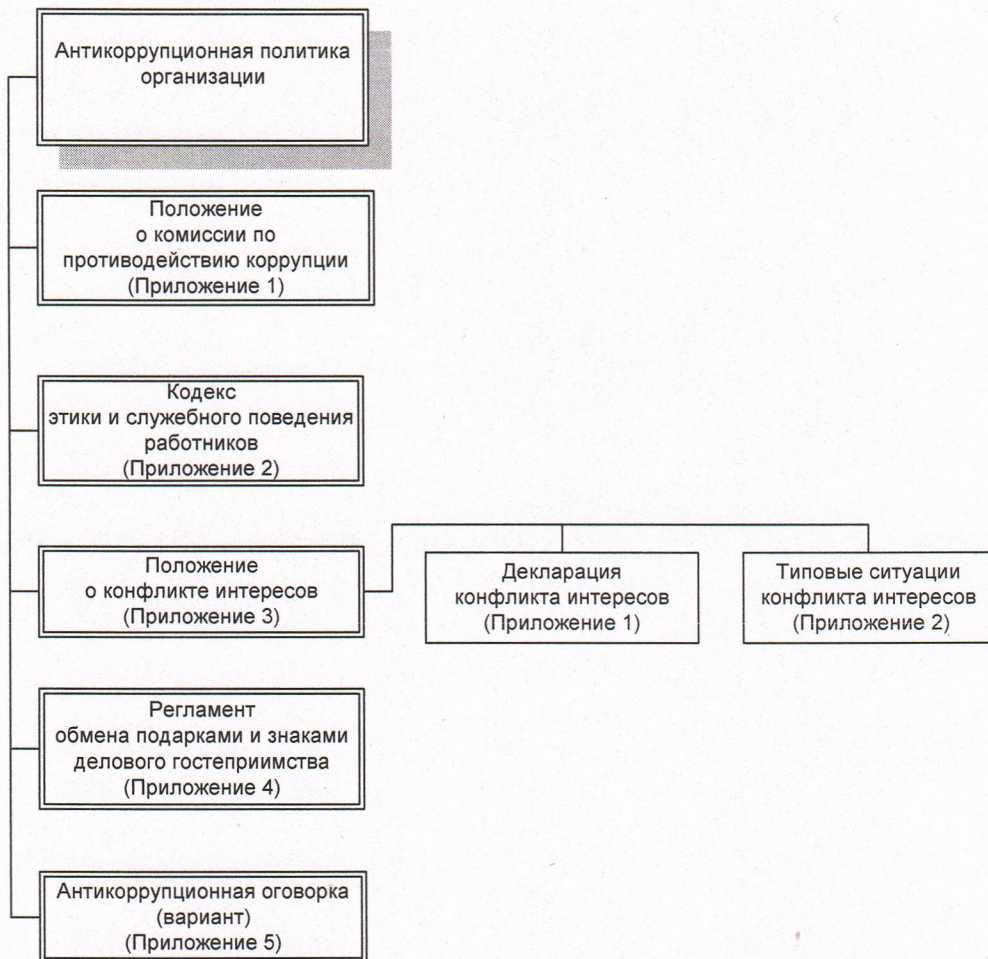 Антикоррупционная политика
организации
Положение
о комиссии по
противодействию коррупции
(Приложение 1)
Кодекс
этики и служебного поведения
работников
(Приложение 2)
Положение
о конфликте интересов
(Приложение 3)
Декларация
конфликта интересов
(Приложение 1)
Типовые ситуации
конфликта интересов
(Приложение 2)
Регламент
обмена подарками и знаками
делового гостеприимства
(Приложение 4)
Антикоррупционная оговорка
(вариант)
(Приложение 5)